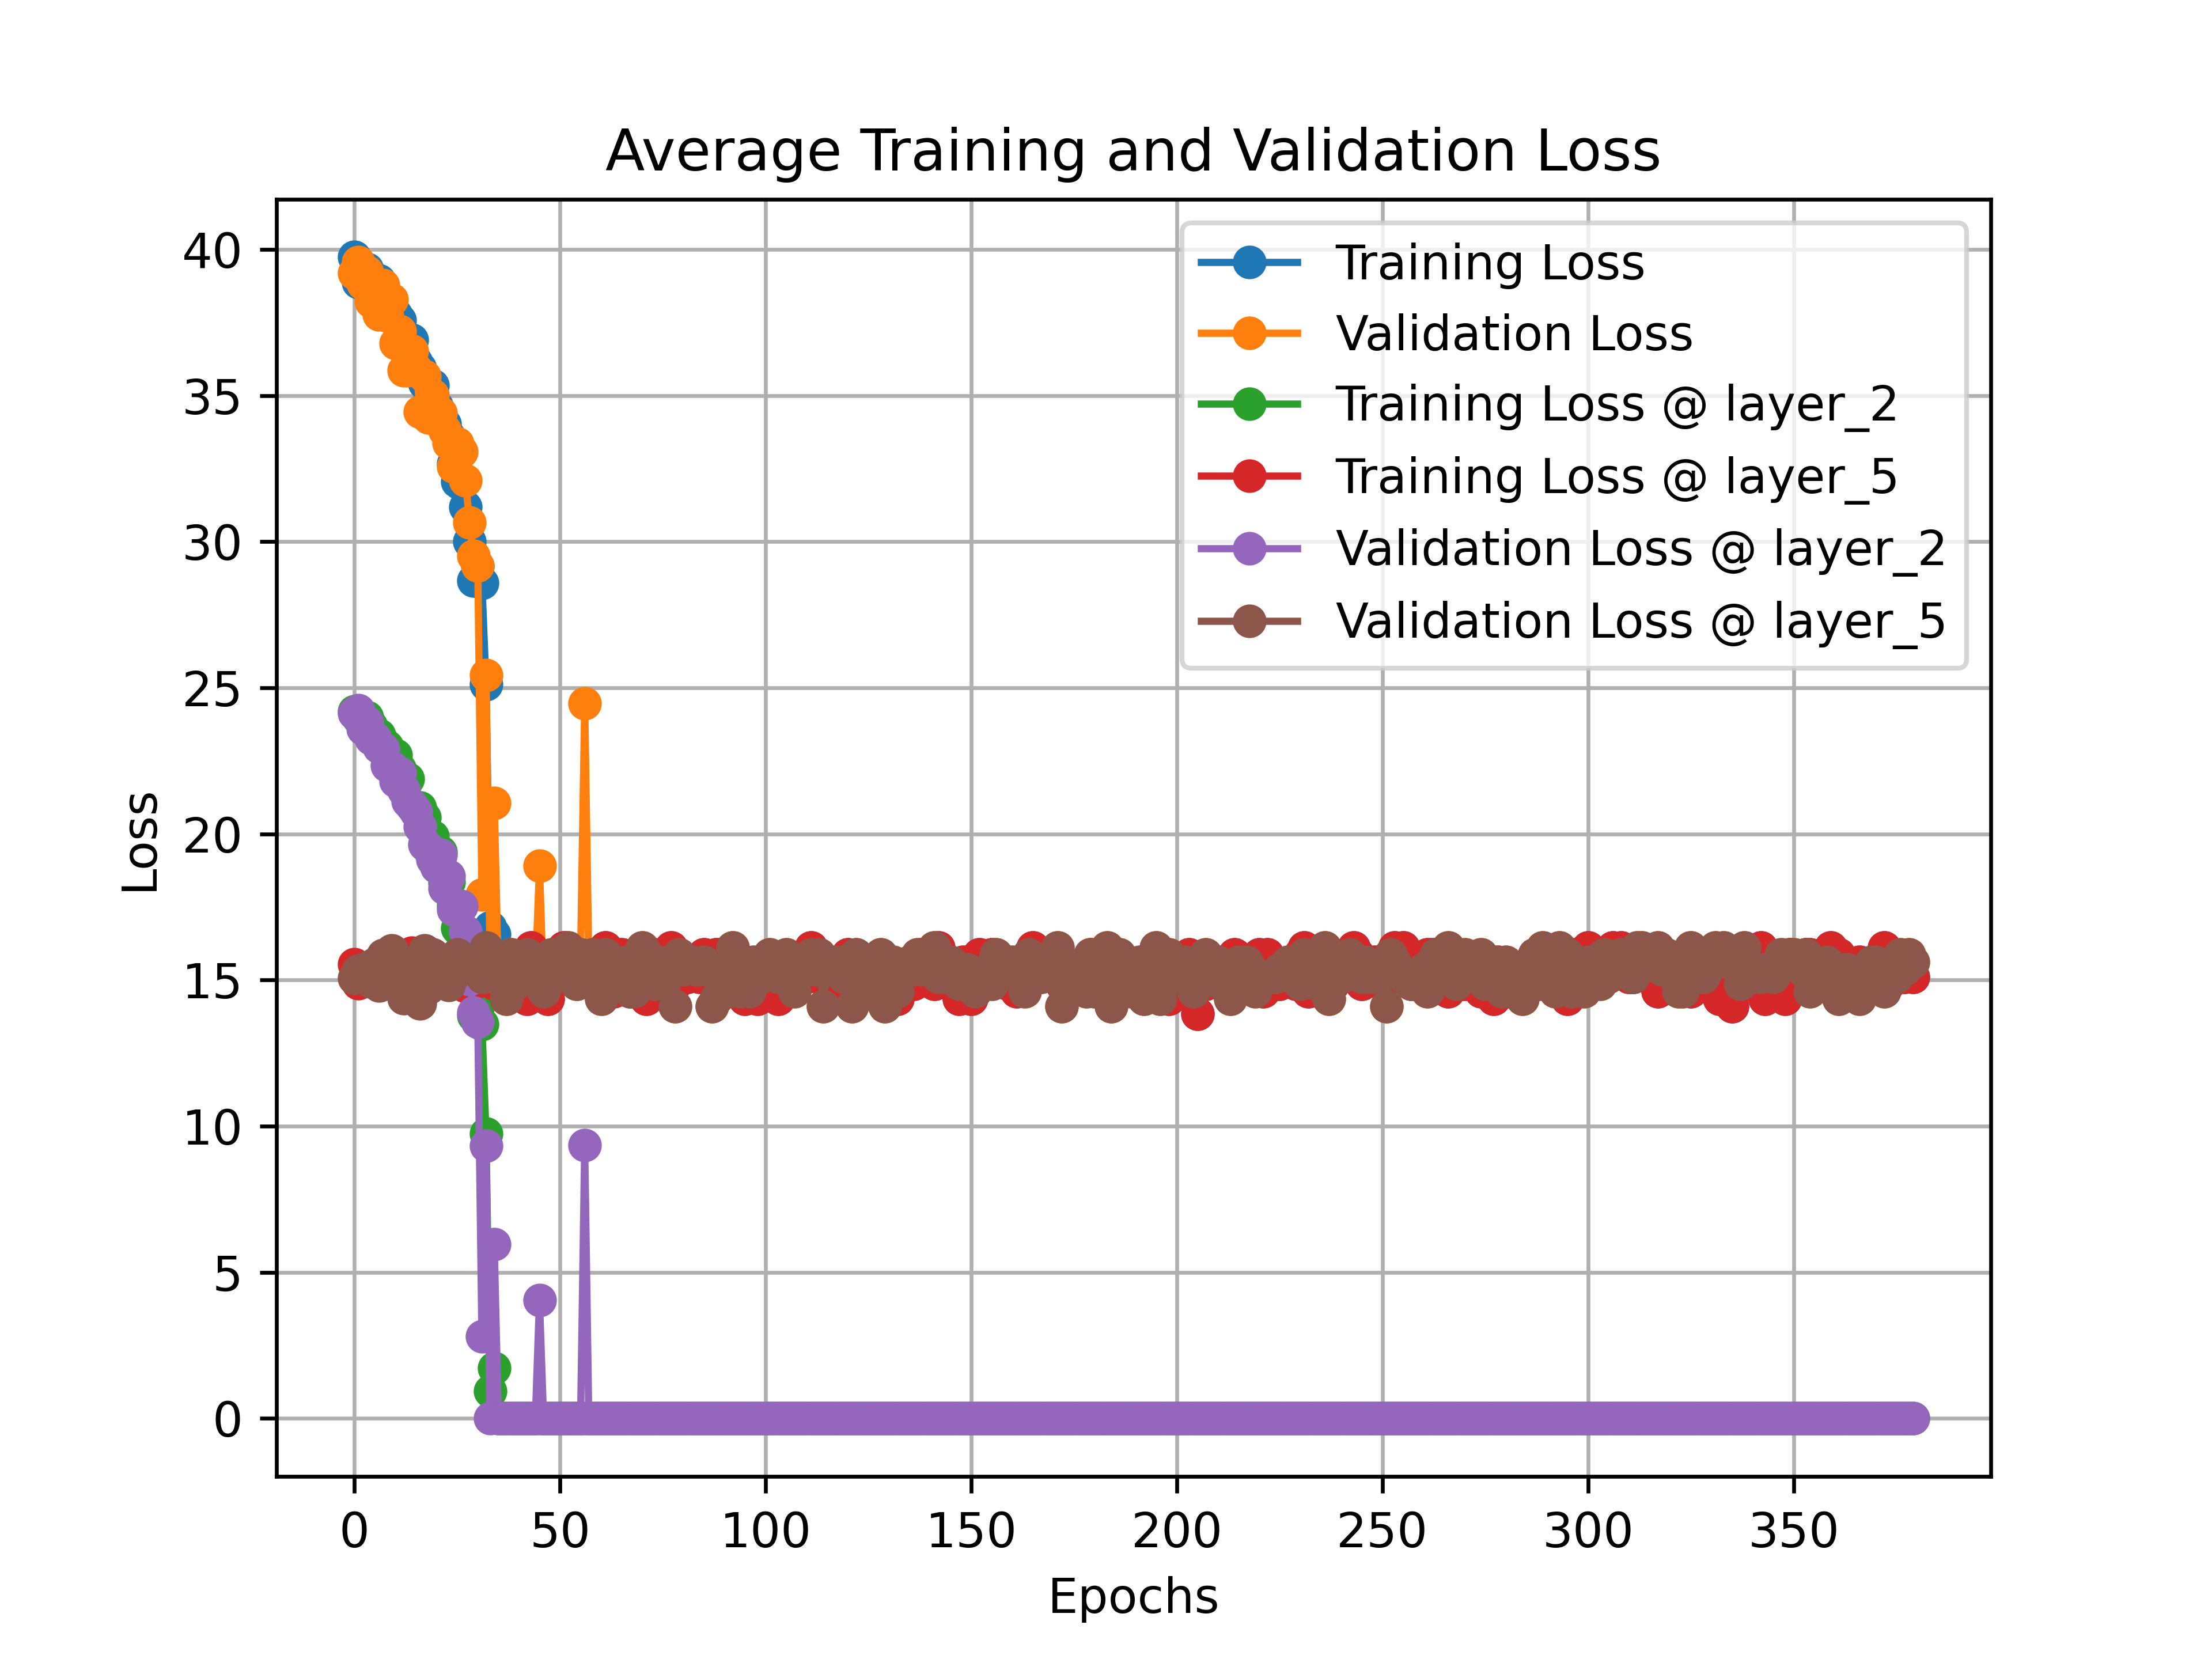 Average Training and Validation Loss
Training Loss
Validation Loss
Training Loss @ layer_2
Training Loss @ layer_5
Validation Loss @ layer_2
Validation Loss @ layer_5
Loss
40
35
30
25
20
15
10
5
0
0 50 100 150 200 250 300 350
Epochs